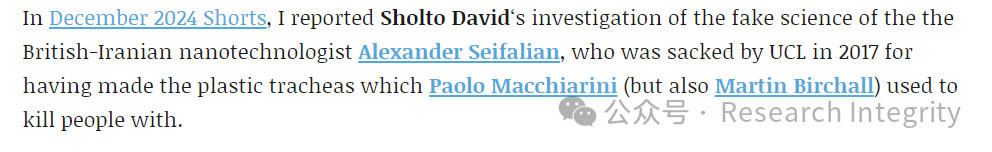 In December 2024 Shorts, I reported Sholto David‘s investigation of the fake science of the the
British-Iranian nanotechnologist Alexander Seifalian, who was sacked by UCL in 2017 for
having made the plastic tracheas which Paolo Macchiarini (but also Martin Birchall) used to
kill people with.
公众号 · Research Integrity